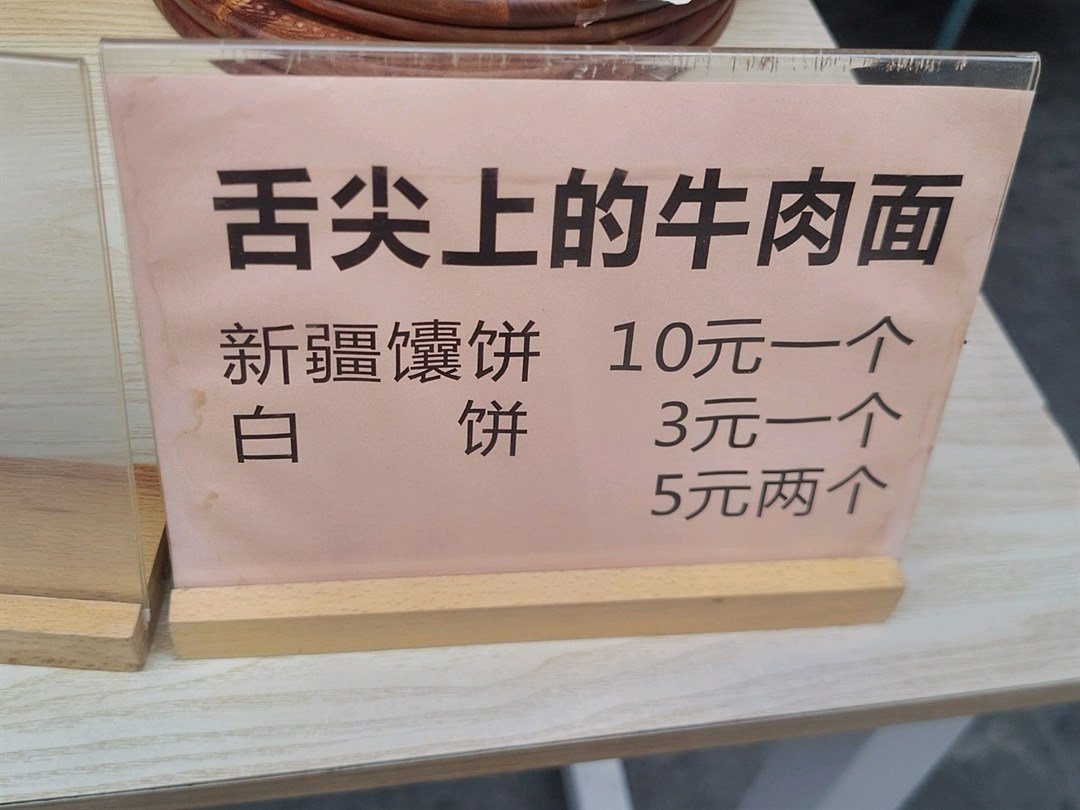 舌尖上的牛肉面
新疆馕饼 10元一个
白 饼 3元一个
5元两个